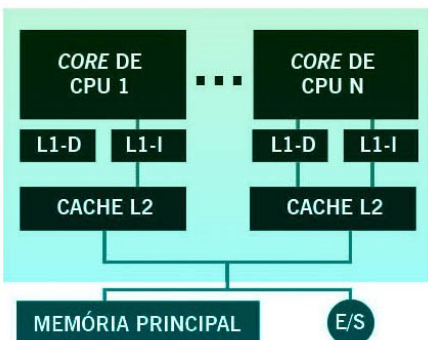 CORE DE
CPU 1
...
CORE DE
CPU N
L1-D
L1-I
L1-D
L1-I
CACHE L2
CACHE L2
MEMÓRIA PRINCIPAL
E/S